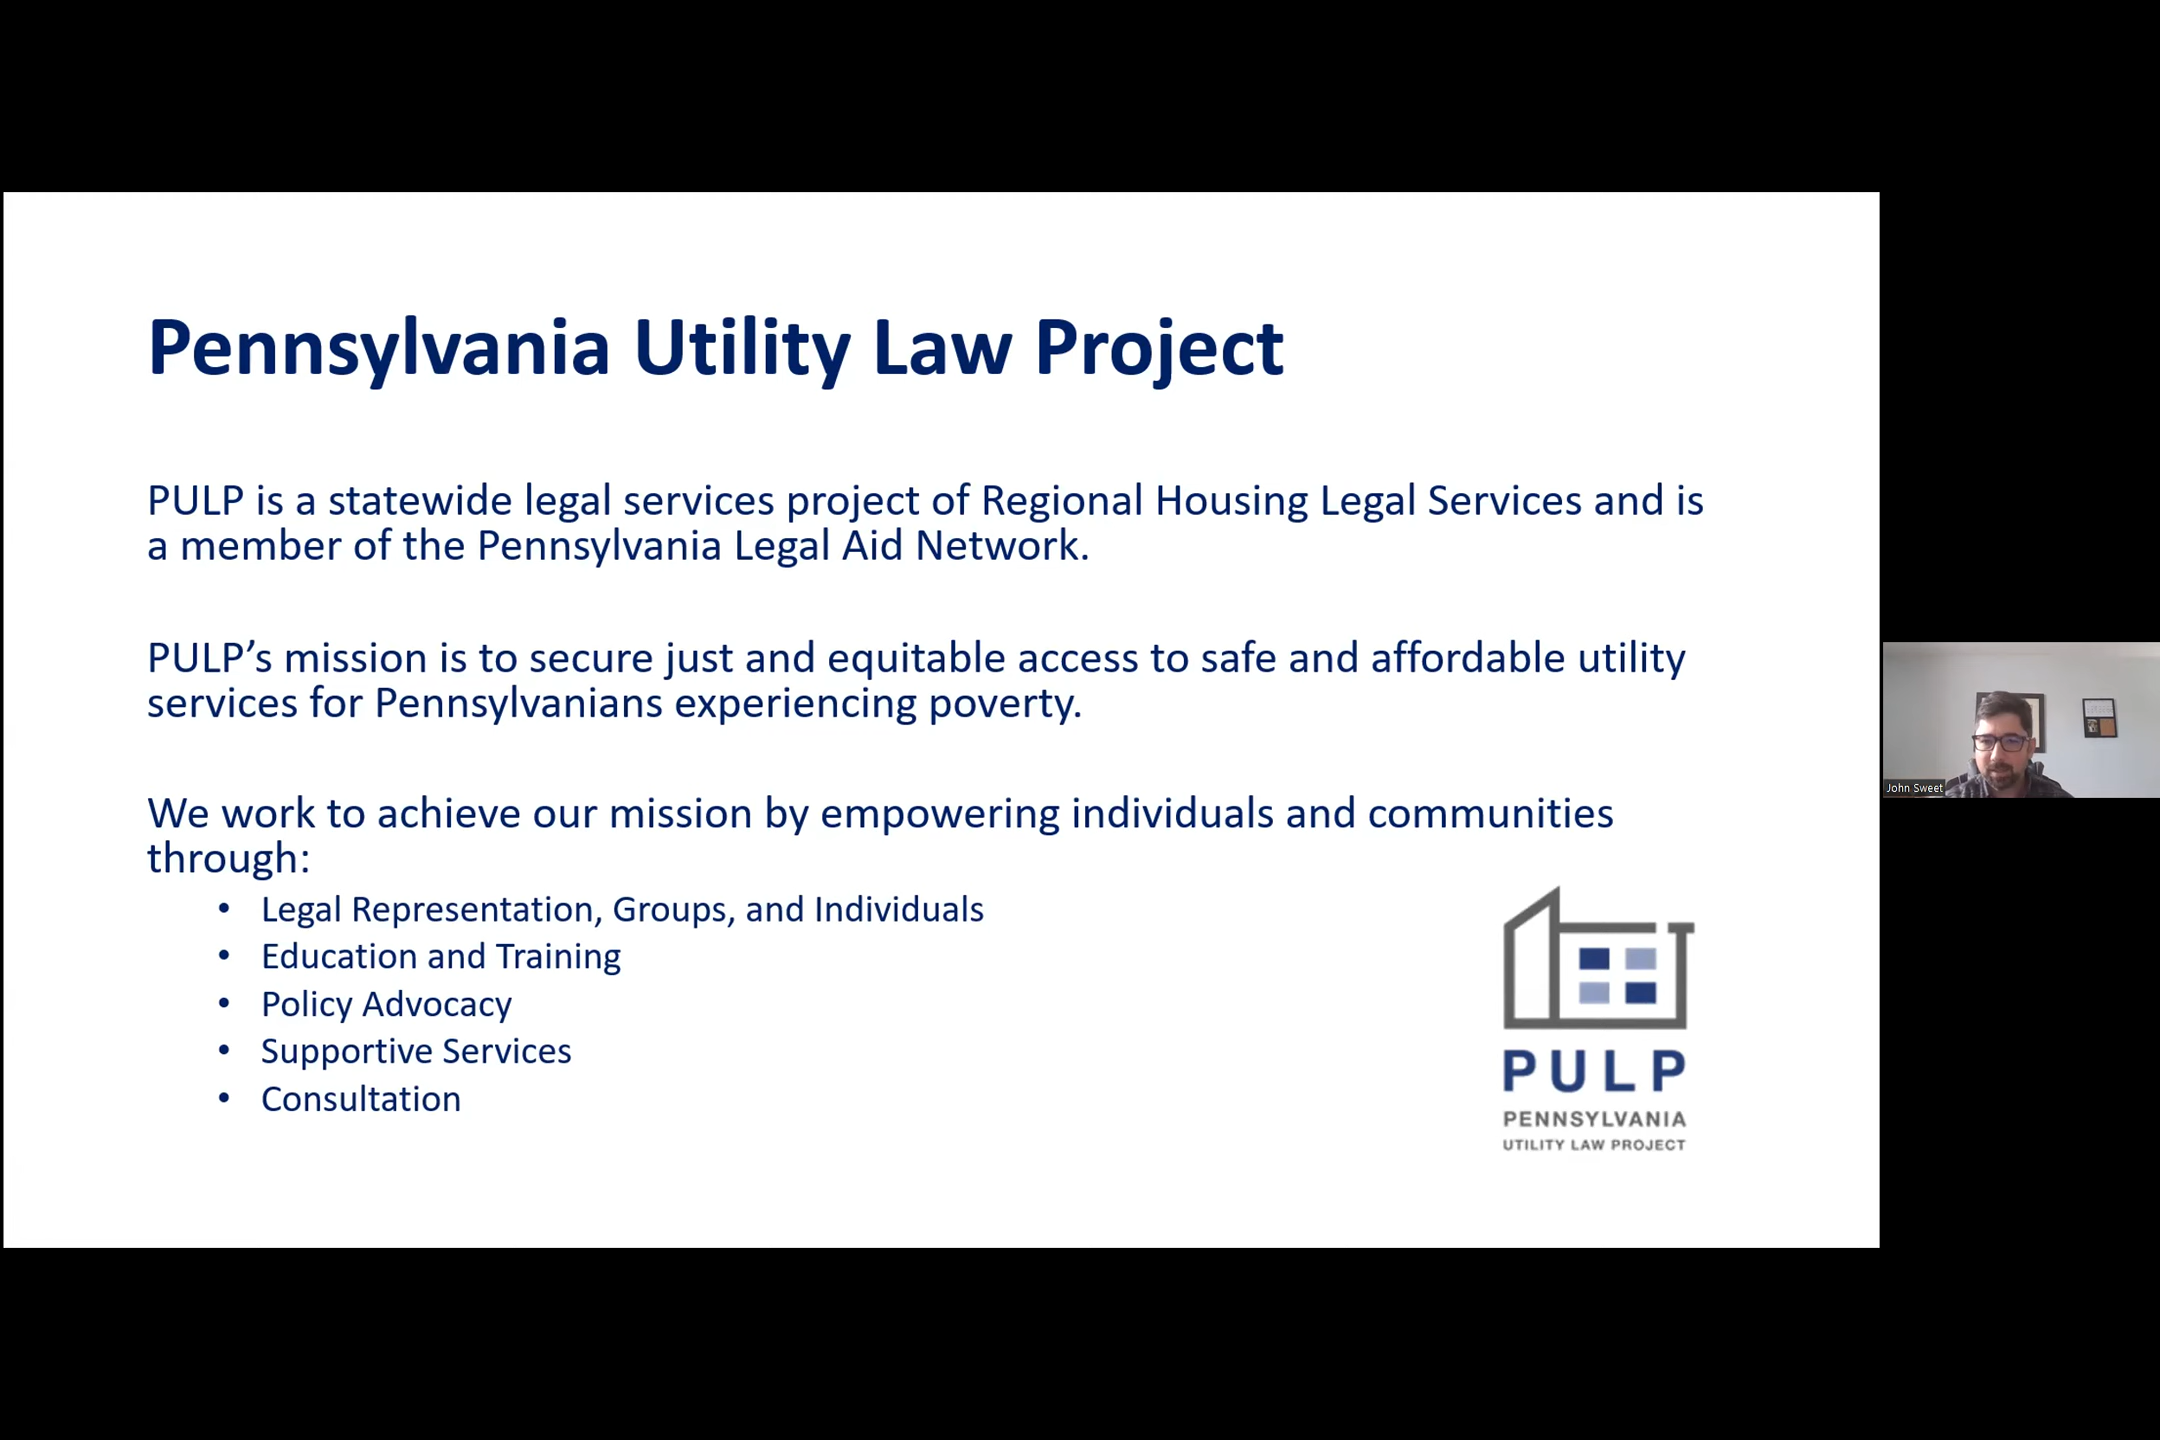 Pennsylvania Utility Law Project
PULP is a statewide legal services project of Regional Housing Legal Services and is
a member of the Pennsylvania Legal Aid Network.
PULP’s mission is to secure just and equitable access to safe and affordable utility
services for Pennsylvanians experiencing poverty.
We work to achieve our mission by empowering individuals and communities
through:
• Legal Representation, Groups, and Individuals
• Education and Training
• Policy Advocacy
• Supportive Services
• Consultation
PULP
PENNSYLVANIA
UTILITY LAW PROJECT
John Sweet